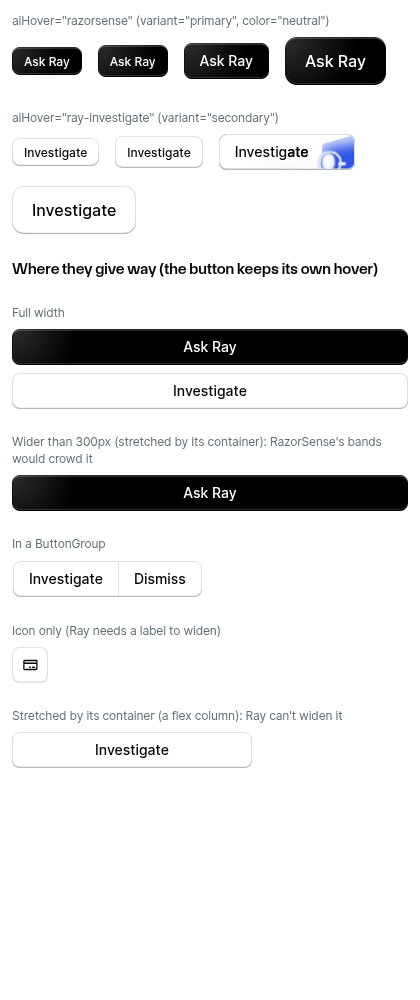 aiHover="razorsense" (variant="primary", color="neutral")
Ask Ray Ask Ray Ask Ray Ask Ray
aiHover="ray-investigate" (variant="secondary")
Investigate Investigate Investigate
Investigate
Where they give way (the button keeps its own hover)
Full width
Ask Ray
Investigate
Wider than 300px (stretched by its container): RazorSense's bands
would crowd it
Ask Ray
In a ButtonGroup
Investigate Dismiss
Icon only (Ray needs a label to widen)
Stretched by its container (a flex column): Ray can't widen it
Investigate